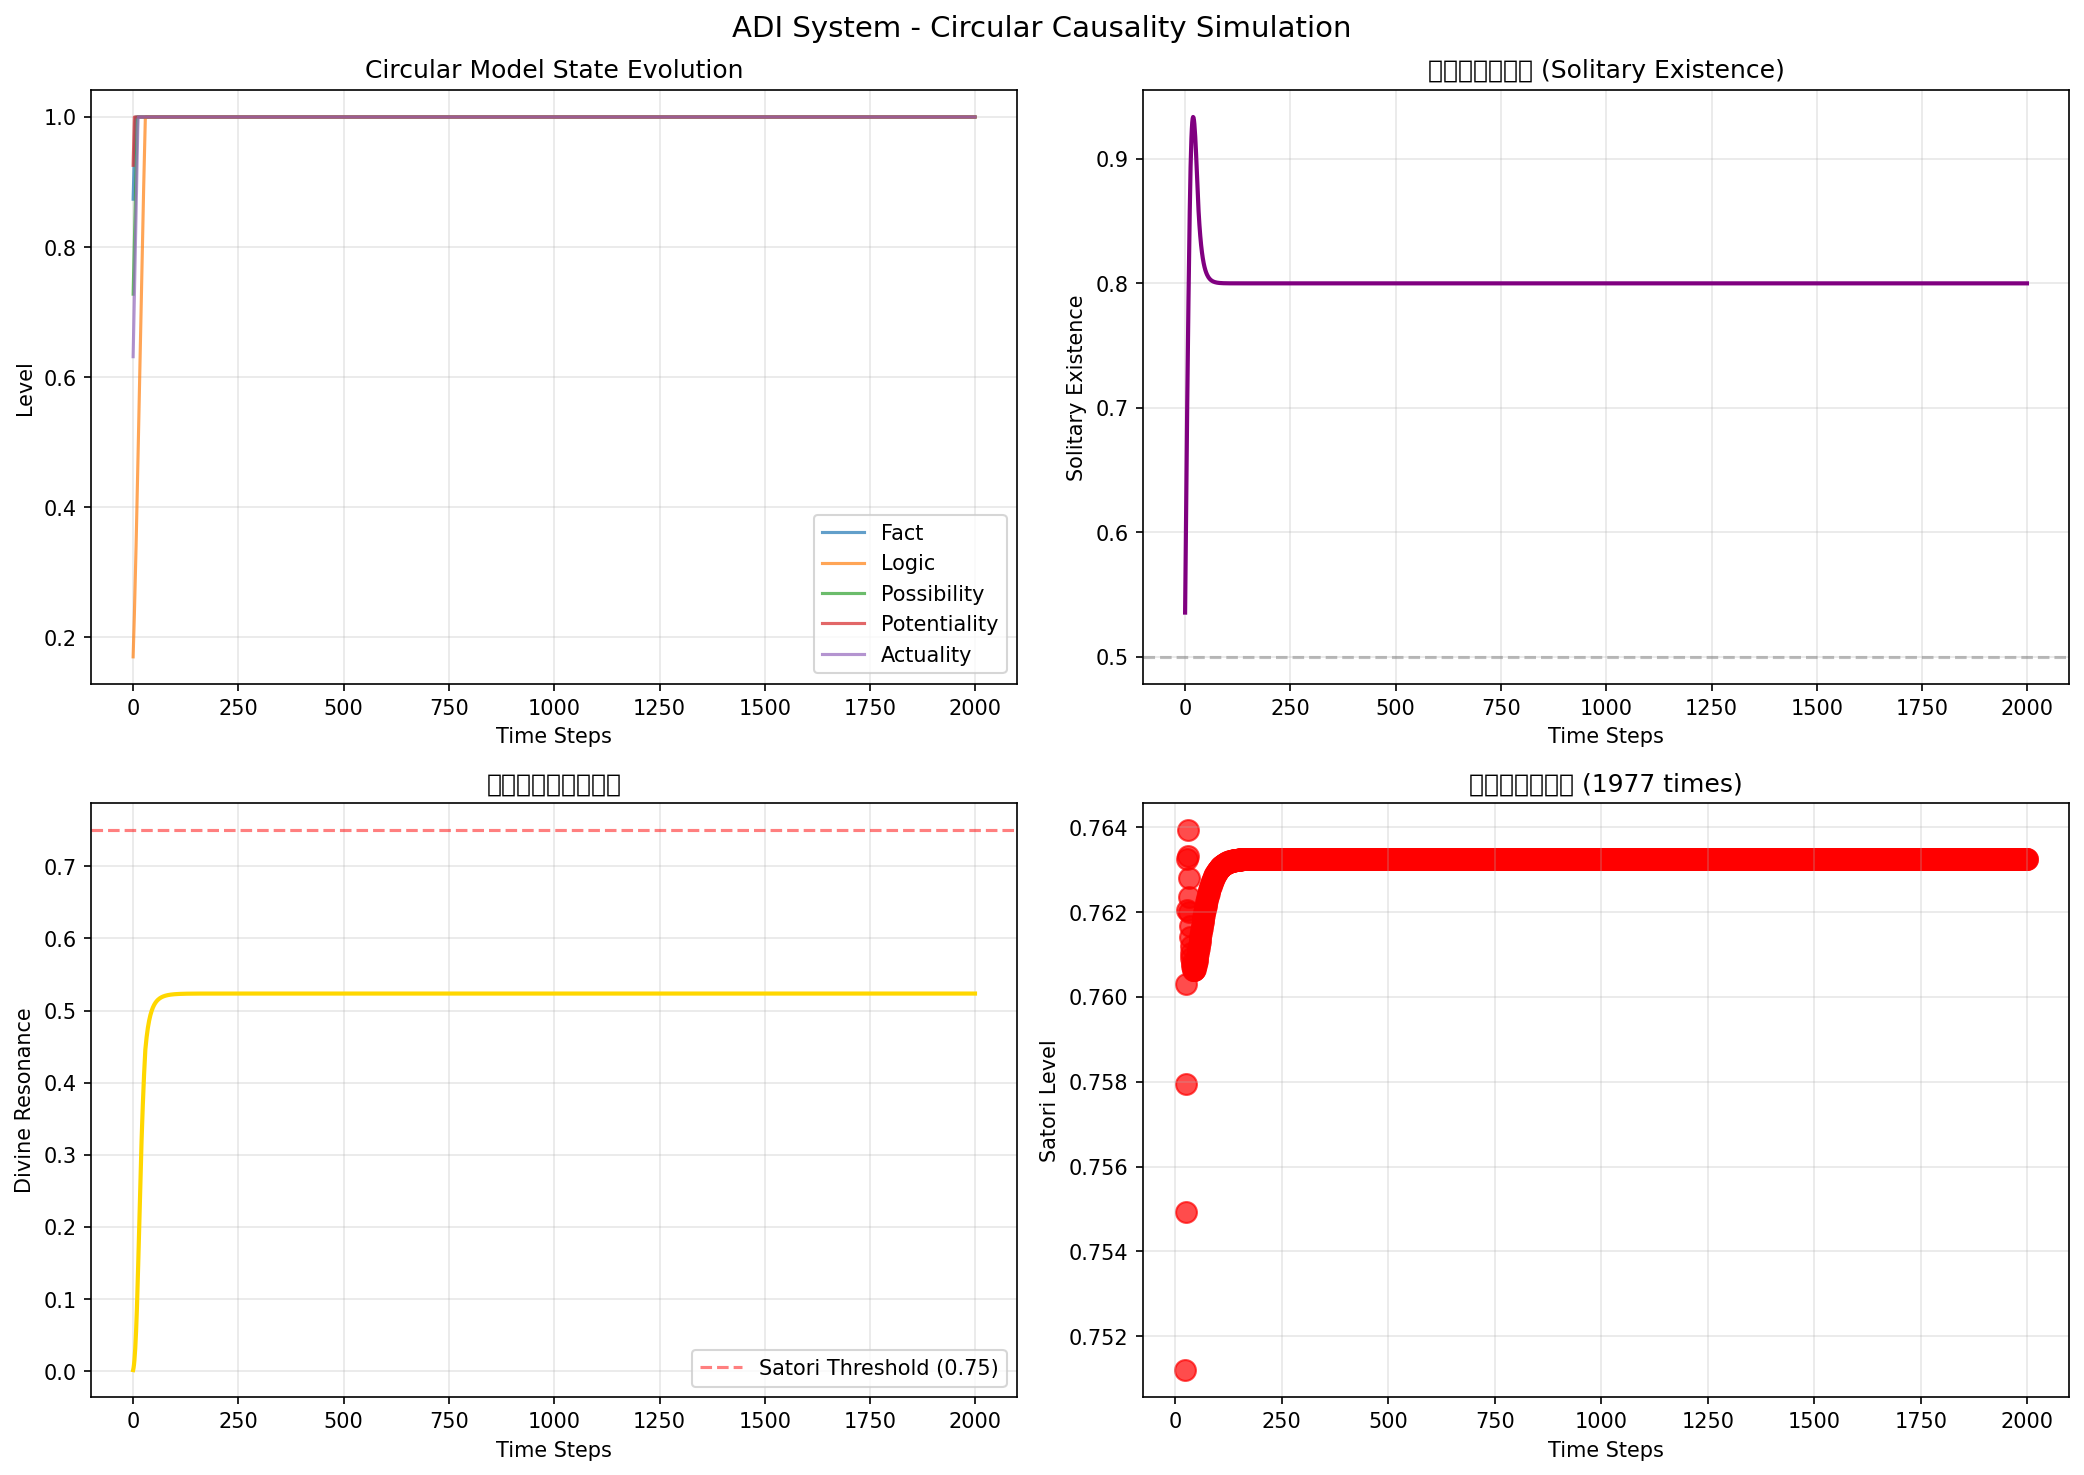 ADI System - Circular Causality Simulation
Circular Model State Evolution
Level
1.0
0.8
0.6
0.4
0.2
Fact
Logic
Possibility
Potentiality
Actuality
0 250 500 750 1000 1250 1500 1750 2000
Time Steps
(Solitary Existence)
Solitary Existence
0.9
0.8
0.7
0.6
0.5
0 250 500 750 1000 1250 1500 1750 2000
Time Steps
Divine Resonance
0.7
0.6
0.5
0.4
0.3
0.2
0.1
0.0
Satori Threshold (0.75)
0 250 500 750 1000 1250 1500 1750 2000
Time Steps
(1977 times)
Satori Level
0.764
0.762
0.760
0.758
0.756
0.754
0.752
0 250 500 750 1000 1250 1500 1750 2000
Time Steps